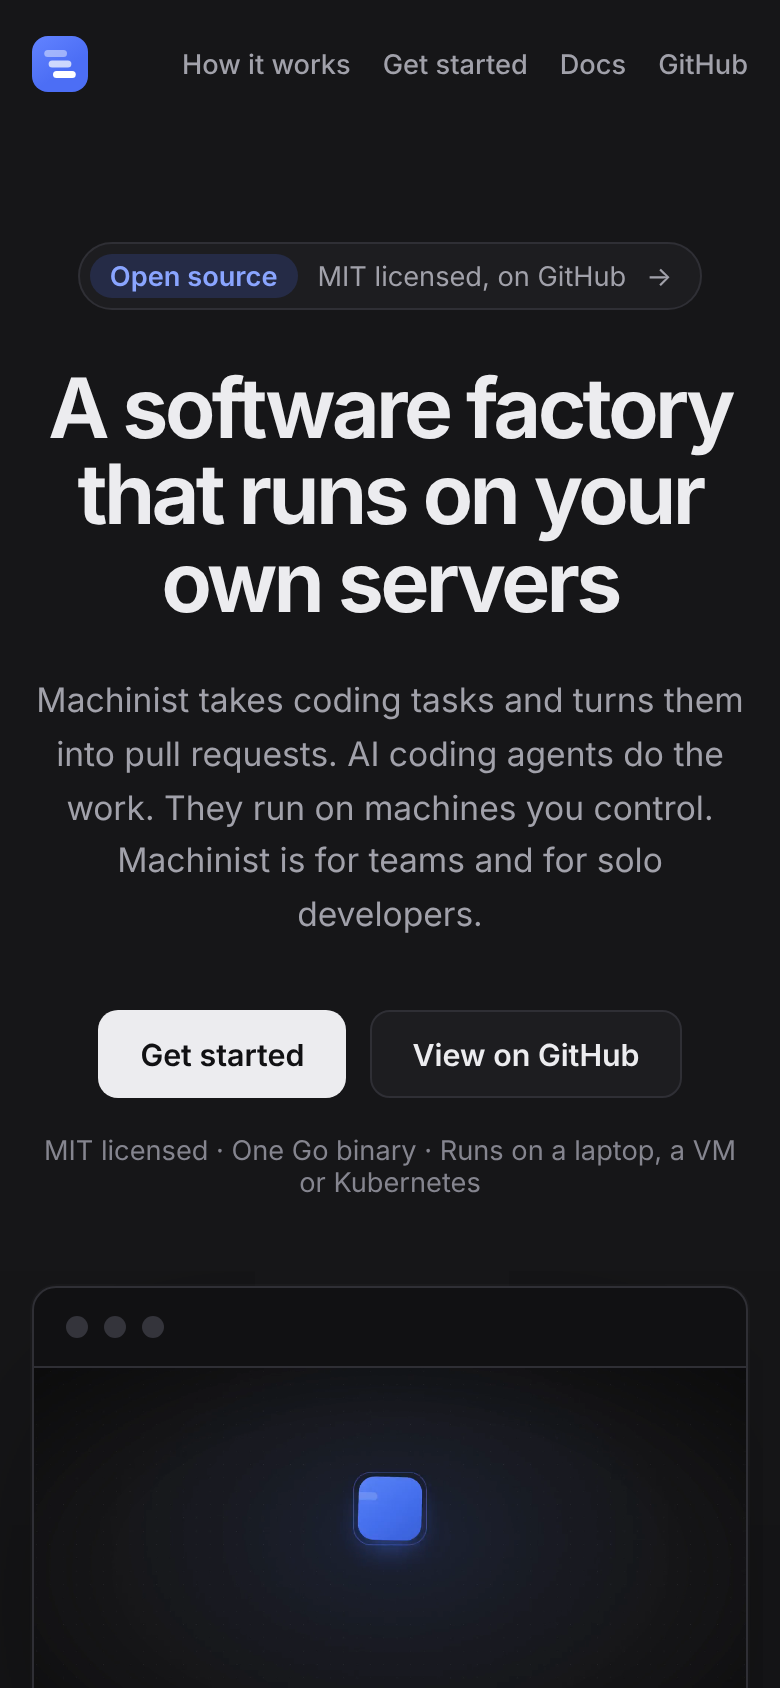 How it works Get started Docs GitHub
Open source MIT licensed, on GitHub →
A software factory
that runs on your
own servers
Machinist takes coding tasks and turns them
into pull requests. AI coding agents do the
work. They run on machines you control.
Machinist is for teams and for solo
developers.
Get started View on GitHub
MIT licensed · One Go binary · Runs on a laptop, a VM
or Kubernetes